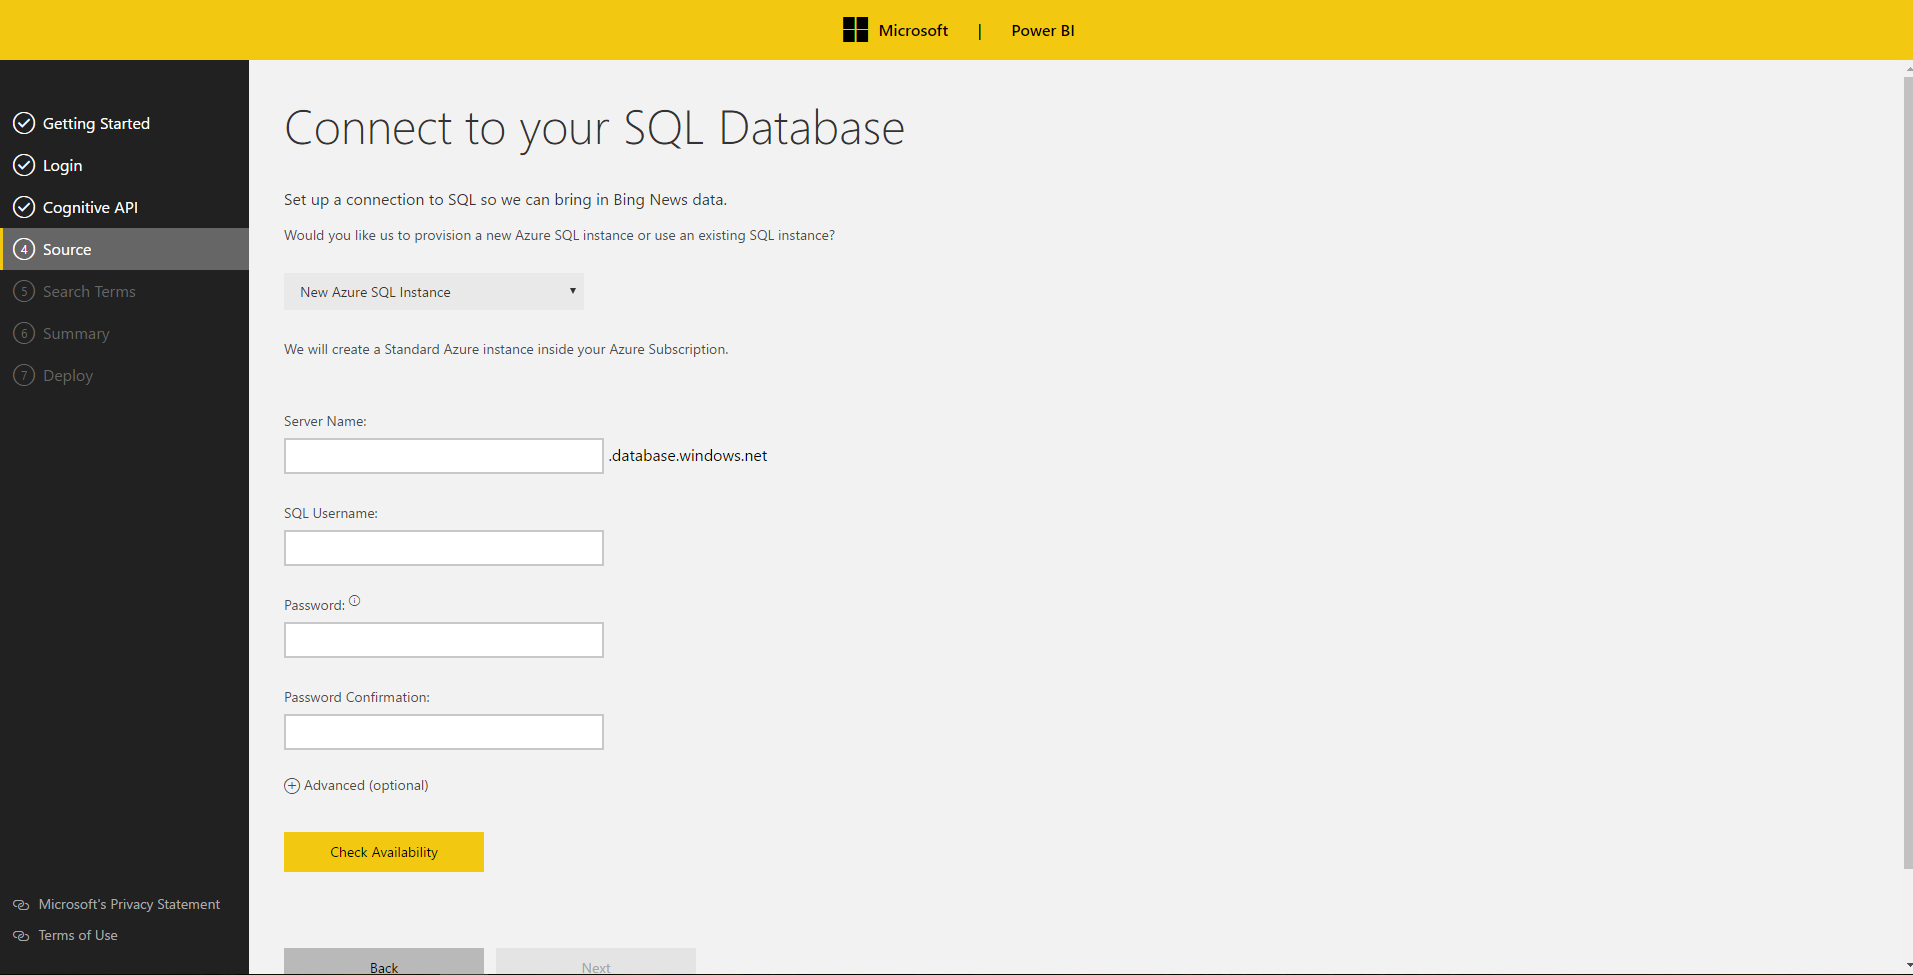 Microsoft | Power BI
Getting Started
Login
Cognitive API
4 Source
5 Search Terms
6 Summary
7 Deploy
Microsoft's Privacy Statement
Terms of Use
Connect to your SQL Database
Set up a connection to SQL so we can bring in Bing News data.
Would you like us to provision a new Azure SQL instance or use an existing SQL instance?
New Azure SQL Instance
We will create a Standard Azure instance inside your Azure Subscription.
Server Name:
.database.windows.net
SQL Username:
Password:
Password Confirmation:
Advanced (optional)
Check Availability
Back Next